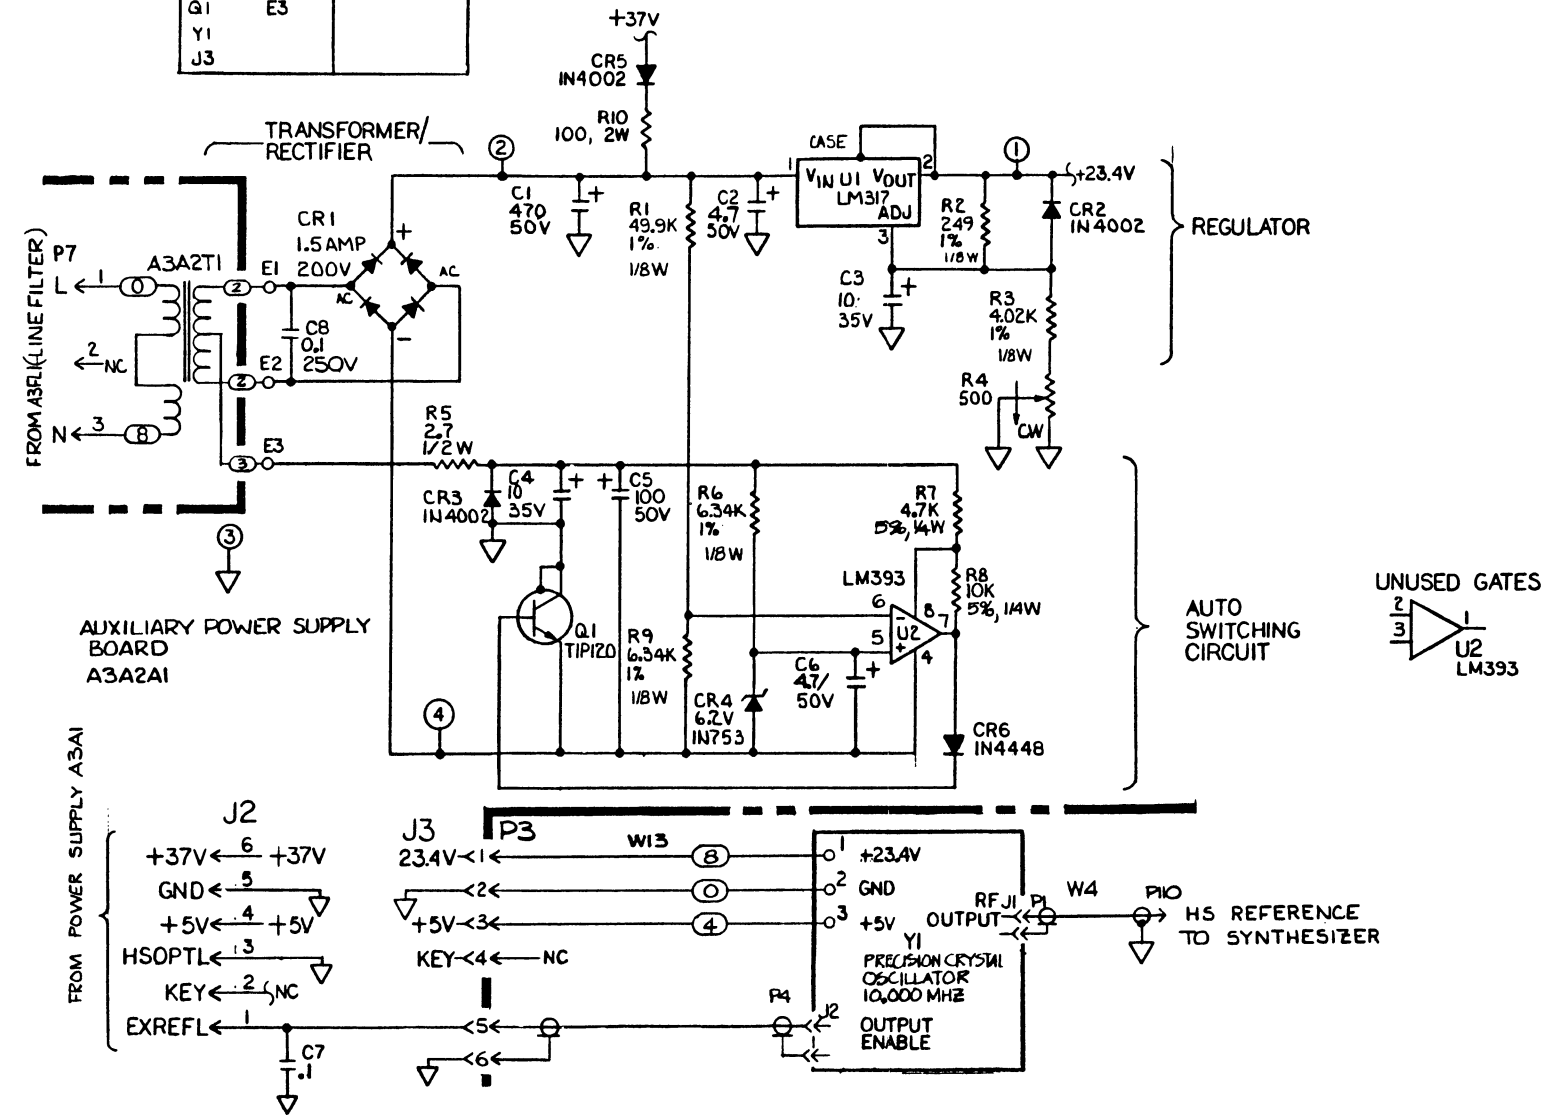 Q1 E3
Y1
J3
+37V
CR5
1N4002
R10
100, 2W
TRANSFORMER/
RECTIFIER
2
CASE
1
VIN U1 VOUT
LM317
ADJ
2
3
1
+23.4V
C1
470
50V
+
R1
49.9K
1%
1/8W
C2
4.7
50V
+
R2
249
1%
1/8W
CR2
1N4002
REGULATOR
C3
10
35V
+
R3
4.02K
1%
1/8W
R4
500
CW
FROM A3FL1(LINE FILTER)
P7
L
1
0
A3A2T1
2
E1
2
NC
2
E2
N
3
8
3
E3
CR1
1.5AMP
200V
+
AC
AC
-
C8
0.1
250V
R5
2.7
1/2W
CR3
1N4002
C4
10
35V
+
+
C5
100
50V
R6
6.34K
1%
1/8W
R7
4.7K
5%, 1/4W
3
LM393
R8
10K
5%, 1/4W
6
8
7
-
U2
5
+
4
Q1
TIP120
R9
6.34K
1%
1/8W
C6
4.7/
50V
+
CR4
6.2V
1N753
CR6
1N4448
4
AUXILIARY POWER SUPPLY
BOARD
A3A2A1
AUTO
SWITCHING
CIRCUIT
UNUSED GATES
2
3
1
U2
LM393
FROM POWER SUPPLY A3A1
J2
+37V 6 +37V
GND 5
+5V 4 +5V
HSOPTL 3
KEY 2 NC
EXREFL 1
C7
.1
J3 P3
W13
23.4V 1 8
2 0
+5V 3 4
KEY 4 NC
5
6
P4
J2
1 +23.4V
2 GND
3 +5V
Y1
PRECISION CRYSTAL
OSCILLATOR
10.000 MHZ
OUTPUT
ENABLE
RF
OUTPUT
J1 P1
W4
P110
HS REFERENCE
TO SYNTHESIZER